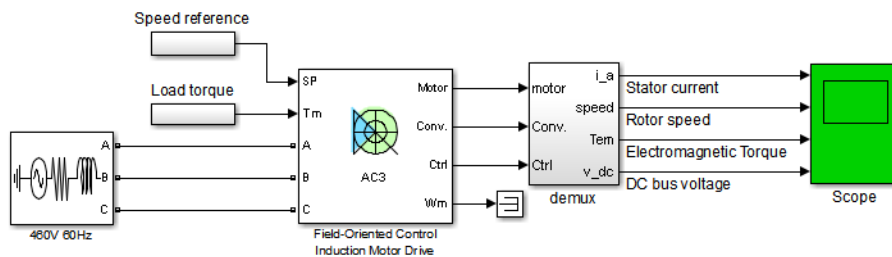 Speed reference
Load torque
460V 60Hz
A
B
C
SP
Tm
A
B
C
AC3
Motor
Conv.
Ctrl
Wm
Field-Oriented Control
Induction Motor Drive
motor
Conv.
Ctrl
i_a
speed
Tem
v_dc
demux
Stator current
Rotor speed
Electromagnetic Torque
DC bus voltage
Scope